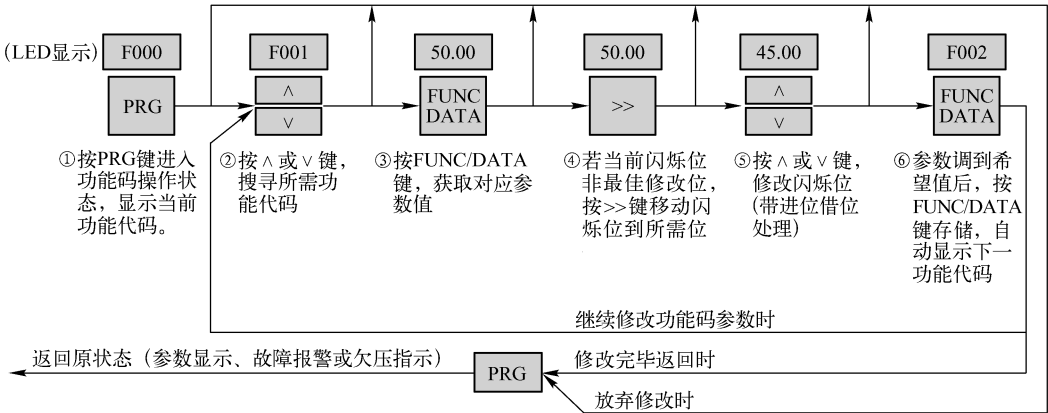 (LED显示)
F000
F001
50.00
50.00
45.00
F002
PRG
∧
∨
FUNC
DATA
>>
∧
∨
FUNC
DATA
①按PRG键进入
功能码操作状
态，显示当前
功能代码。
②按∧或∨键，
搜寻所需功
能代码
③按FUNC/DATA
键，获取对应参
数值
④若当前闪烁位
非最佳修改位，
按>>键移动闪
烁位到所需位
⑤按∧或∨键，
修改闪烁位
(带进位借位
处理)
⑥参数调到希
望值后，按
FUNC/DATA
键存储，自
动显示下一
功能代码
继续修改功能码参数时
返回原状态（参数显示、故障报警或欠压指示）
PRG
修改完毕返回时
放弃修改时